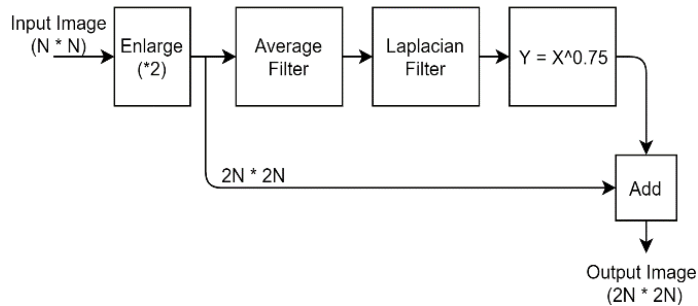 Input Image
(N * N)
Enlarge
(*2)
Average
Filter
Laplacian
Filter
Y = X^0.75
2N * 2N
Add
Output Image
(2N * 2N)